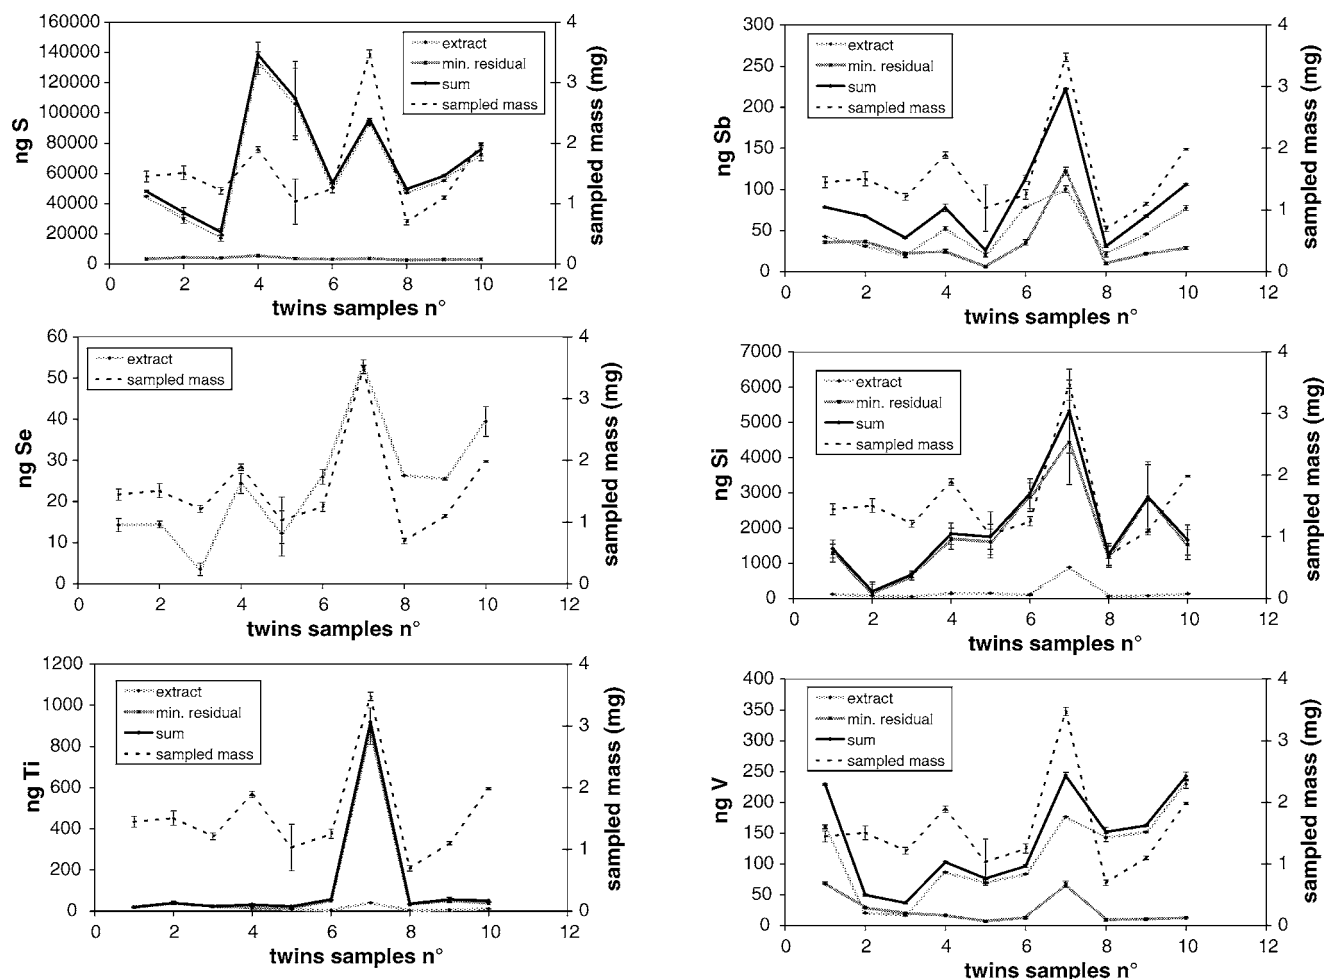 160000
140000
120000
100000
80000
60000
40000
20000
0
ng S
extract
min. residual
sum
sampled mass
4
3
2
1
0
sampled mass (mg)
0 2 4 6 8 10 12
twins samples n°
300
250
200
150
100
50
0
ng Sb
extract
min. residual
sum
sampled mass
4
3
2
1
0
sampled mass (mg)
0 2 4 6 8 10 12
twins samples n°
60
50
40
30
20
10
0
ng Se
extract
sampled mass
4
3
2
1
0
sampled mass (mg)
0 2 4 6 8 10 12
twins samples n°
7000
6000
5000
4000
3000
2000
1000
0
ng Si
extract
min. residual
sum
sampled mass
4
3
2
1
0
sampled mass (mg)
0 2 4 6 8 10 12
twins samples n°
1200
1000
800
600
400
200
0
ng Ti
extract
min. residual
sum
sampled mass
4
3
2
1
0
sampled mass (mg)
0 2 4 6 8 10 12
twins samples n°
400
350
300
250
200
150
100
50
0
ng V
extract
min. residual
sum
sampled mass
4
3
2
1
0
sampled mass (mg)
0 2 4 6 8 10 12
twins samples n°